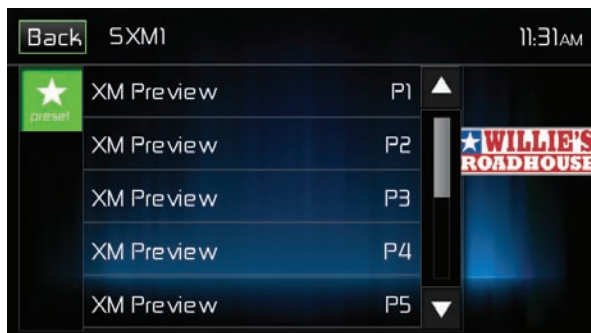 Back SXM1 11:31AM
preset
XM Preview P1
XM Preview P2
XM Preview P3
XM Preview P4
XM Preview P5
WILLIE'S
ROADHOUSE